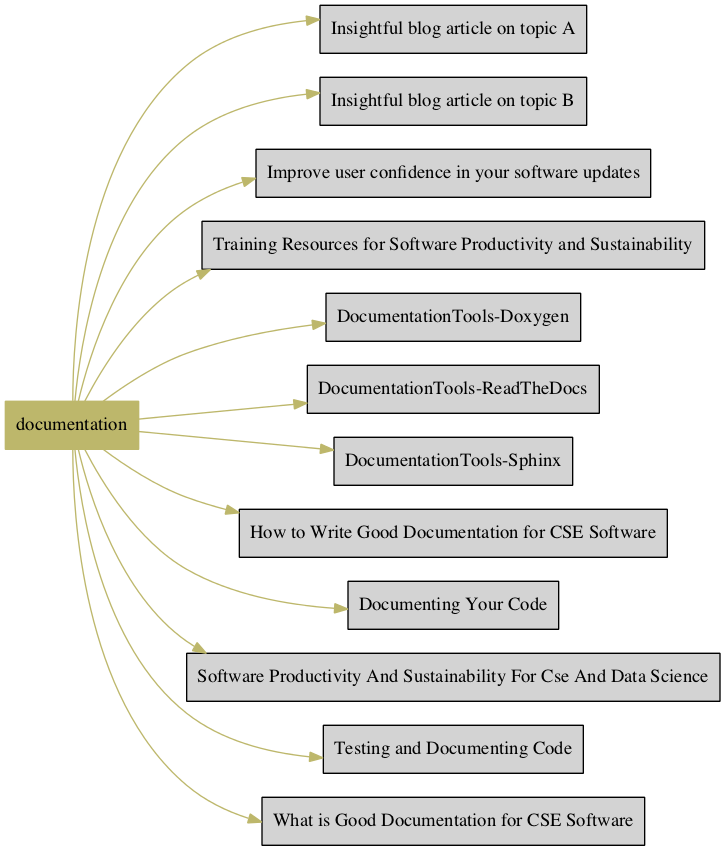 Insightful blog article on topic A
Insightful blog article on topic B
Improve user confidence in your software updates
Training Resources for Software Productivity and Sustainability
DocumentationTools-Doxygen
DocumentationTools-ReadTheDocs
documentation
DocumentationTools-Sphinx
How to Write Good Documentation for CSE Software
Documenting Your Code
Software Productivity And Sustainability For Cse And Data Science
Testing and Documenting Code
What is Good Documentation for CSE Software